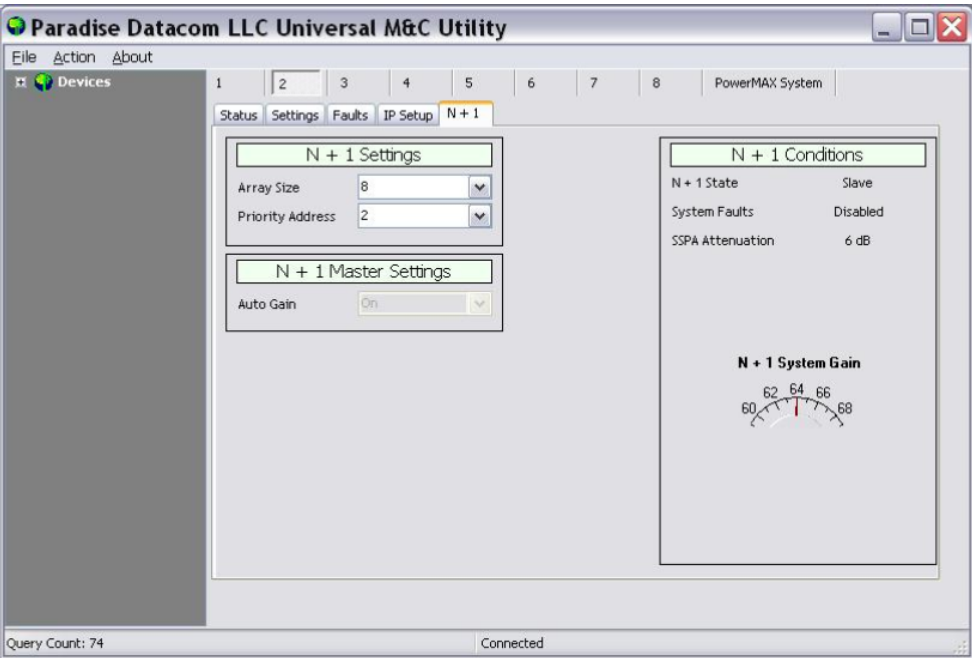 Paradise Datacom LLC Universal M&C Utility
File Action About
Devices
1 2 3 4 5 6 7 8 PowerMAX System
Status Settings Faults IP Setup N + 1
N + 1 Settings
Array Size 8
Priority Address 2
N + 1 Master Settings
Auto Gain On
N + 1 Conditions
N + 1 State Slave
System Faults Disabled
SSPA Attenuation 6 dB
N + 1 System Gain
60 62 64 66 68
Query Count: 74 Connected